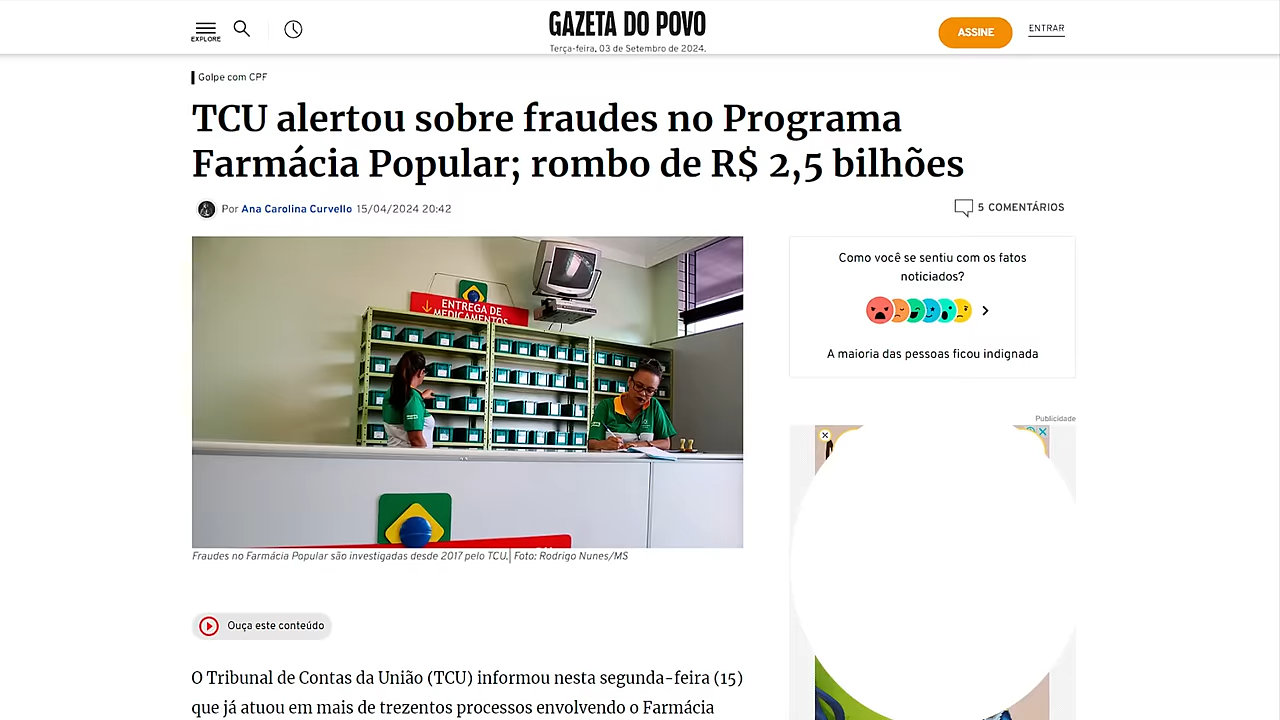 EXPLORE
GAZETA DO POVO
Terça-feira, 03 de Setembro de 2024.
ASSINE
ENTRAR
Golpe com CPF
TCU alertou sobre fraudes no Programa
Farmácia Popular; rombo de R$ 2,5 bilhões
Por Ana Carolina Curvello 15/04/2024 20:42
5 COMENTÁRIOS
ENTREGA DE
MEDICAMENTOS
Fraudes no Farmácia Popular são investigadas desde 2017 pelo TCU.| Foto: Rodrigo Nunes/MS
Como você se sentiu com os fatos
noticiados?
A maioria das pessoas ficou indignada
Publicidade
Ouça este conteúdo
O Tribunal de Contas da União (TCU) informou nesta segunda-feira (15)
que já atuou em mais de trezentos processos envolvendo o Farmácia